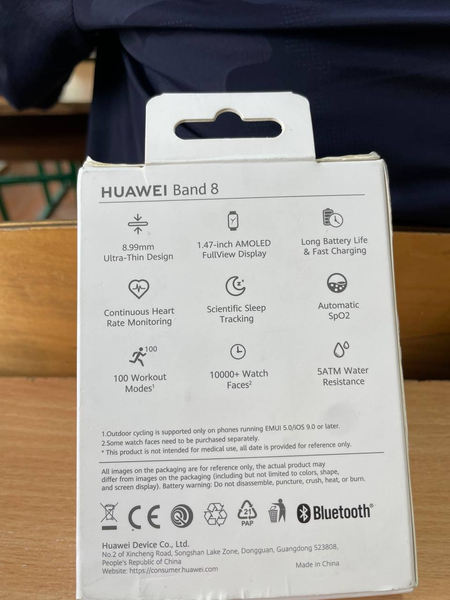 HUAWEI Band 8
8.99mm
Ultra-Thin Design
1.47-inch AMOLED
FullView Display
Long Battery Life
& Fast Charging
Continuous Heart
Rate Monitoring
Scientific Sleep
Tracking
Automatic
SpO2
100
100 Workout
Modes¹
10000+ Watch
Faces²
5ATM Water
Resistance
1.Outdoor cycling is supported only on phones running EMUI 5.0/iOS 9.0 or later.
2.Some watch faces need to be purchased separately.
* This product is not intended for medical use, all date is provided for reference only.
All images on the packaging are for reference only, the actual product may
differ from images on the packaging (including but not limited to colors, shape,
and screen display). Battery warning: Do not disassemble, puncture, crush, heat, or burn.
CE
21
PAP
Bluetooth®
Huawei Device Co., Ltd.
No.2 of Xincheng Road, Songshan Lake Zone, Dongguan, Guangdong 523808,
People's Republic of China
Website: https://consumer.huawei.com
Made in China